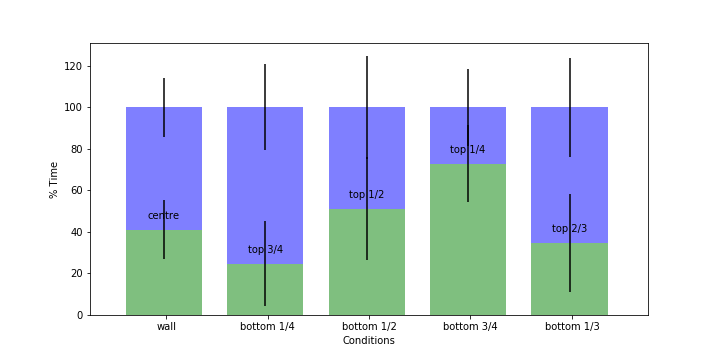 120
100
80
60
40
20
0
% Time
centre
top 3/4
top 1/2
top 1/4
top 2/3
wall
bottom 1/4
bottom 1/2
bottom 3/4
bottom 1/3
Conditions